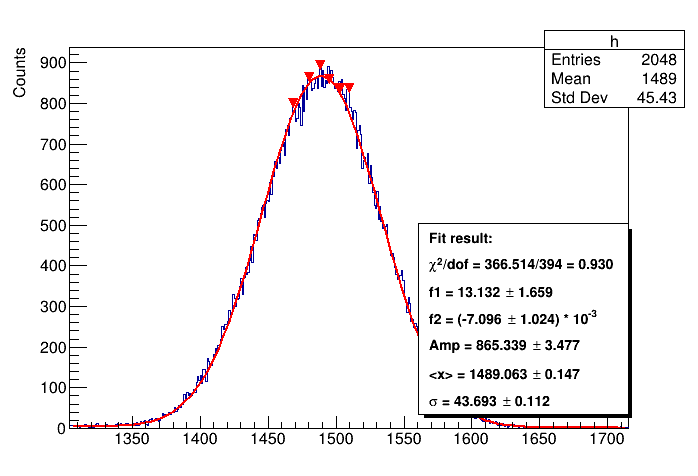 h
Entries 2048
Mean 1489
Std Dev 45.43
Counts
900
800
700
600
500
400
300
200
100
0
1350 1400 1450 1500 1550 1600 1650 1700
Fit result:
χ²/dof = 366.514/394 = 0.930
f1 = 13.132 ± 1.659
f2 = (-7.096 ± 1.024) * 10⁻³
Amp = 865.339 ± 3.477
<x> = 1489.063 ± 0.147
σ = 43.693 ± 0.112